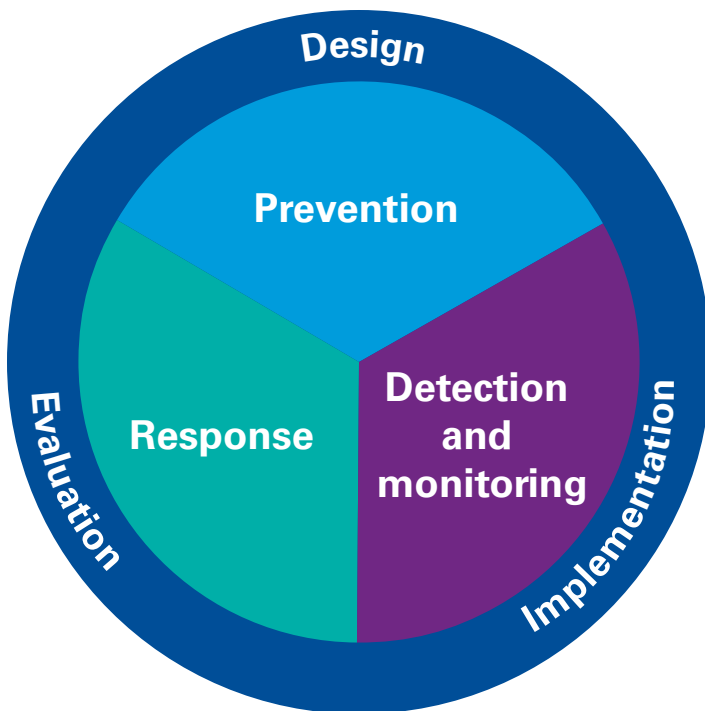 Design
Prevention
Detection
and
monitoring
Response
Implementation
Evaluation